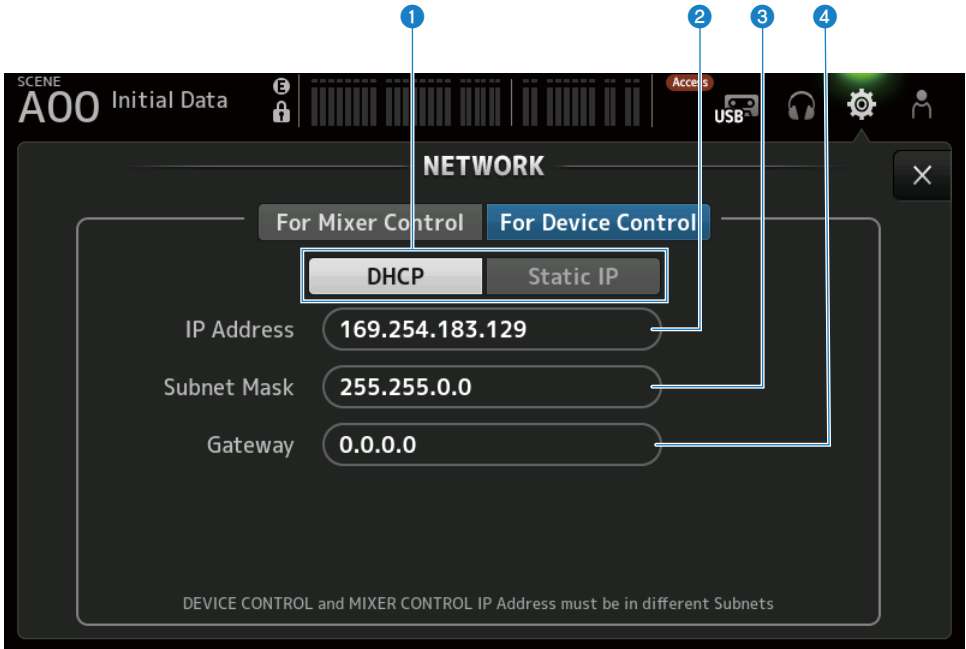 1 2 3 4
SCENE
A00 Initial Data
E
Access
USB
NETWORK
For Mixer Control For Device Control
DHCP Static IP
IP Address 169.254.183.129
Subnet Mask 255.255.0.0
Gateway 0.0.0.0
DEVICE CONTROL and MIXER CONTROL IP Address must be in different Subnets